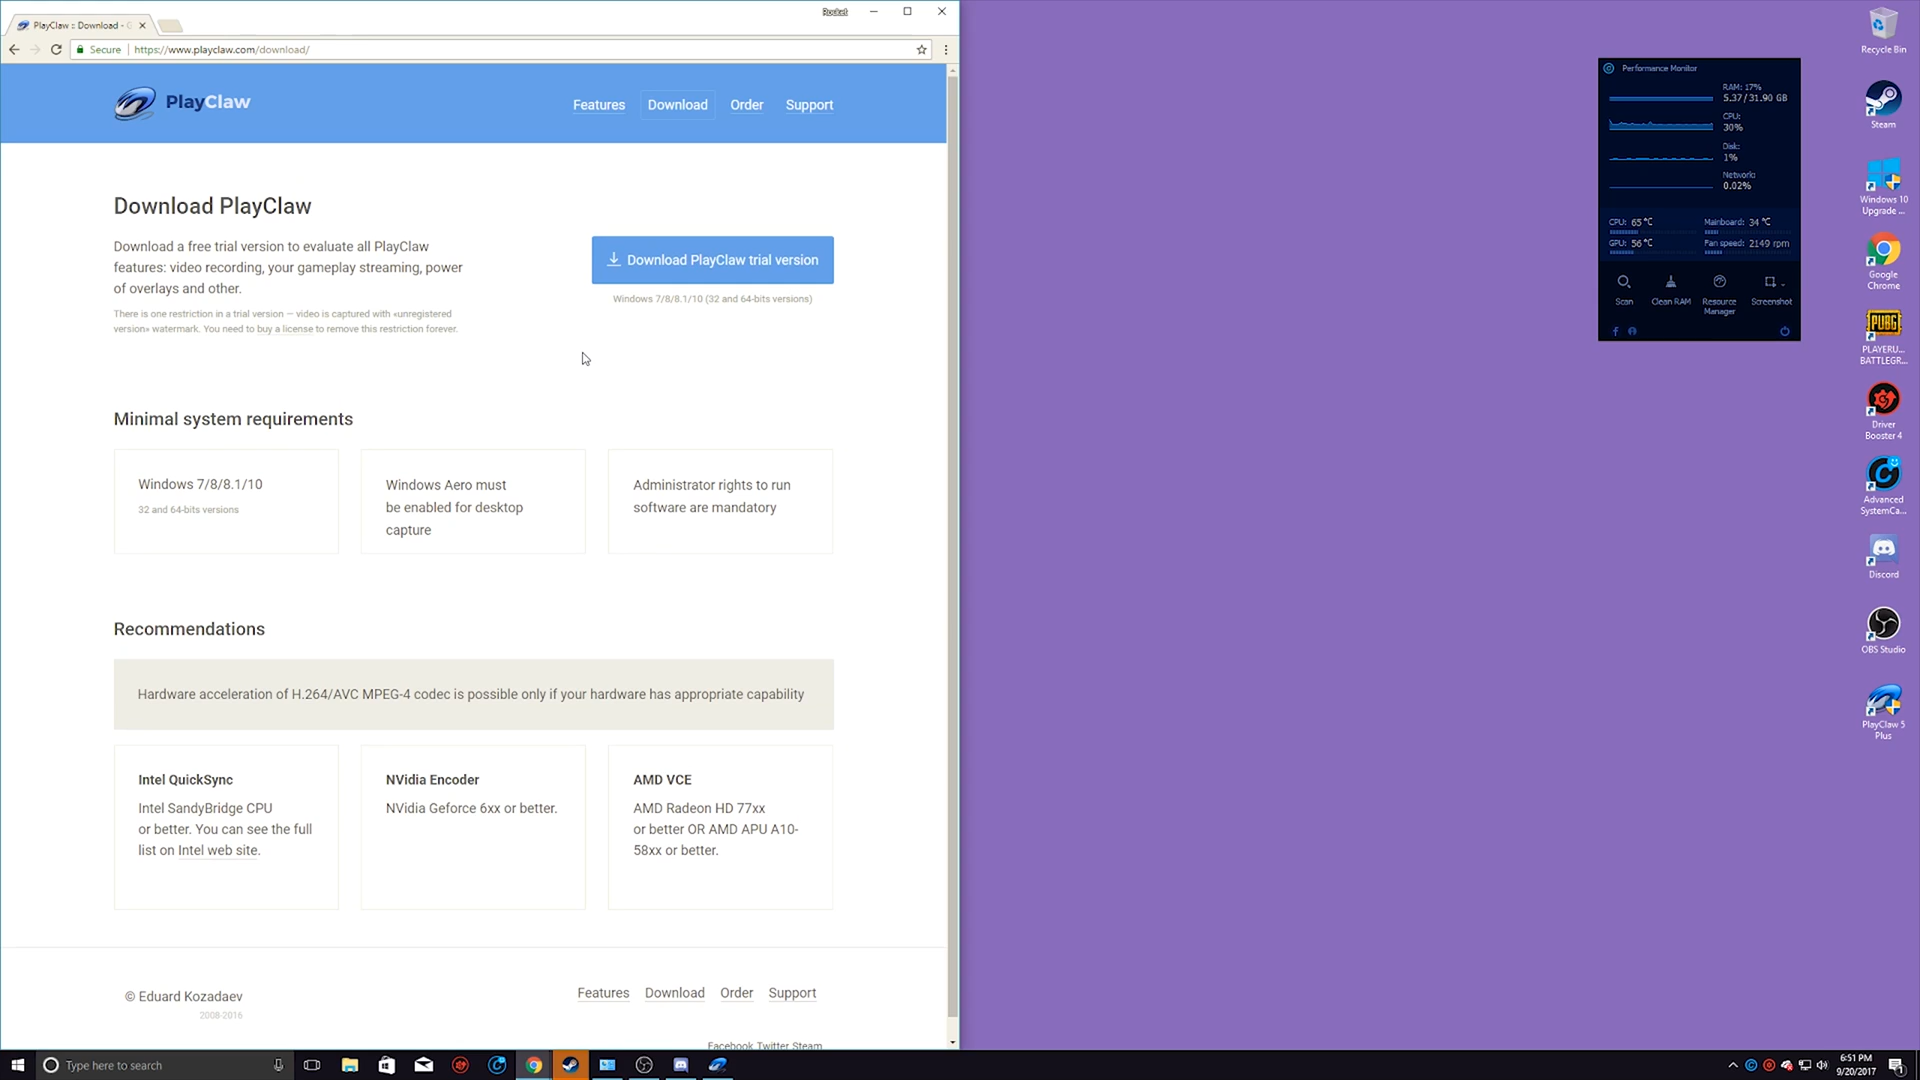 Rocket
PlayClaw :: Download - G
Secure
https://www.playclaw.com/download/
PlayClaw
Features
Download
Order
Support
Download PlayClaw
Download a free trial version to evaluate all PlayClaw
features: video recording, your gameplay streaming, power
of overlays and other.
There is one restriction in a trial version — video is captured with «unregistered
version» watermark. You need to buy a license to remove this restriction forever.
Download PlayClaw trial version
Windows 7/8/8.1/10 (32 and 64-bits versions)
Minimal system requirements
Windows 7/8/8.1/10
32 and 64-bits versions
Windows Aero must
be enabled for desktop
capture
Administrator rights to run
software are mandatory
Recommendations
Hardware acceleration of H.264/AVC MPEG-4 codec is possible only if your hardware has appropriate capability
Intel QuickSync
Intel SandyBridge CPU
or better. You can see the full
list on Intel web site.
NVidia Encoder
NVidia Geforce 6xx or better.
AMD VCE
AMD Radeon HD 77xx
or better OR AMD APU A10-
58xx or better.
© Eduard Kozadaev
2008-2016
Features
Download
Order
Support
Facebook Twitter Steam
Performance Monitor
RAM: 17%
5.37/31.90 GB
CPU:
30%
Disk:
1%
Network:
0.02%
CPU: 65 °C
Mainboard: 34 °C
GPU: 56 °C
Fan speed: 2149 rpm
Scan
Clean RAM
Resource
Manager
Screenshot
Recycle Bin
Steam
Windows 10
Upgrade ...
Google
Chrome
PUBG
PLAYERU...
BATTLEGR...
Driver
Booster 4
Advanced
SystemCa...
Discord
OBS Studio
PlayClaw 5
Plus
Type here to search
6:51 PM
9/20/2017